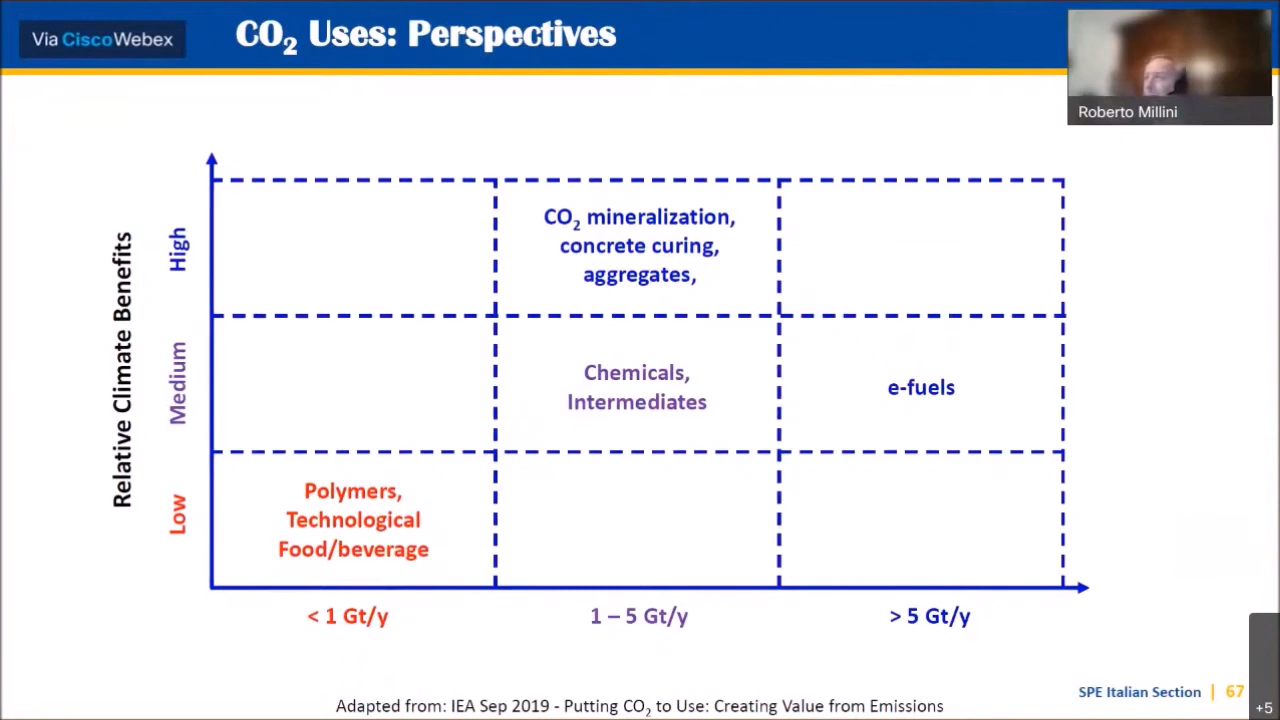 Via CiscoWebex
CO₂ Uses: Perspectives
Roberto Millini
Relative Climate Benefits
High
Medium
Low
CO₂ mineralization,
concrete curing,
aggregates,
Chemicals,
Intermediates
e-fuels
Polymers,
Technological
Food/beverage
< 1 Gt/y
1 – 5 Gt/y
> 5 Gt/y
SPE Italian Section | 67
Adapted from: IEA Sep 2019 - Putting CO₂ to Use: Creating Value from Emissions
+5